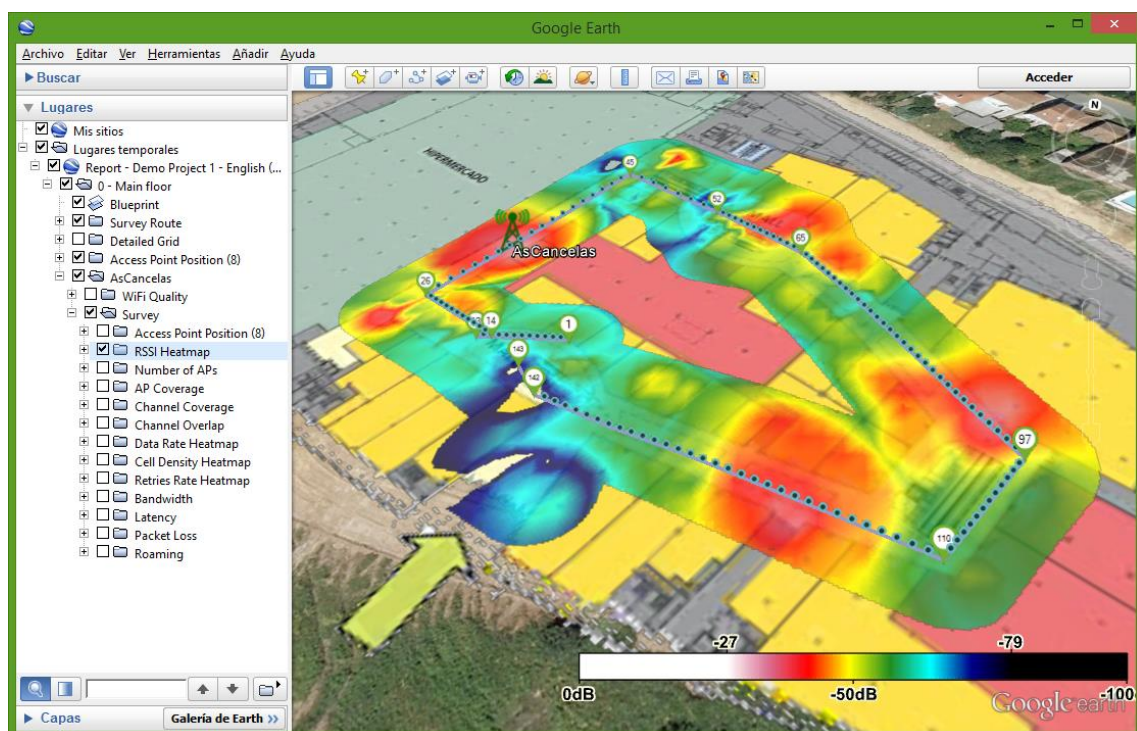 Google Earth
Archivo Editar Ver Herramientas Añadir Ayuda
Buscar
Acceder
Lugares
Mis sitios
Lugares temporales
Report - Demo Project 1 - English (...
0 - Main floor
Blueprint
Survey Route
Detailed Grid
Access Point Position (8)
AsCancelas
WiFi Quality
Survey
Access Point Position (8)
RSSI Heatmap
Number of APs
AP Coverage
Channel Coverage
Channel Overlap
Data Rate Heatmap
Cell Density Heatmap
Retries Rate Heatmap
Bandwidth
Latency
Packet Loss
Roaming
Capas
Galería de Earth >>
N
HIPERMERCADO
45
52
65
AsCancelas
26
14
1
143
142
97
110
-27 -79
0dB -50dB -100
Google earth